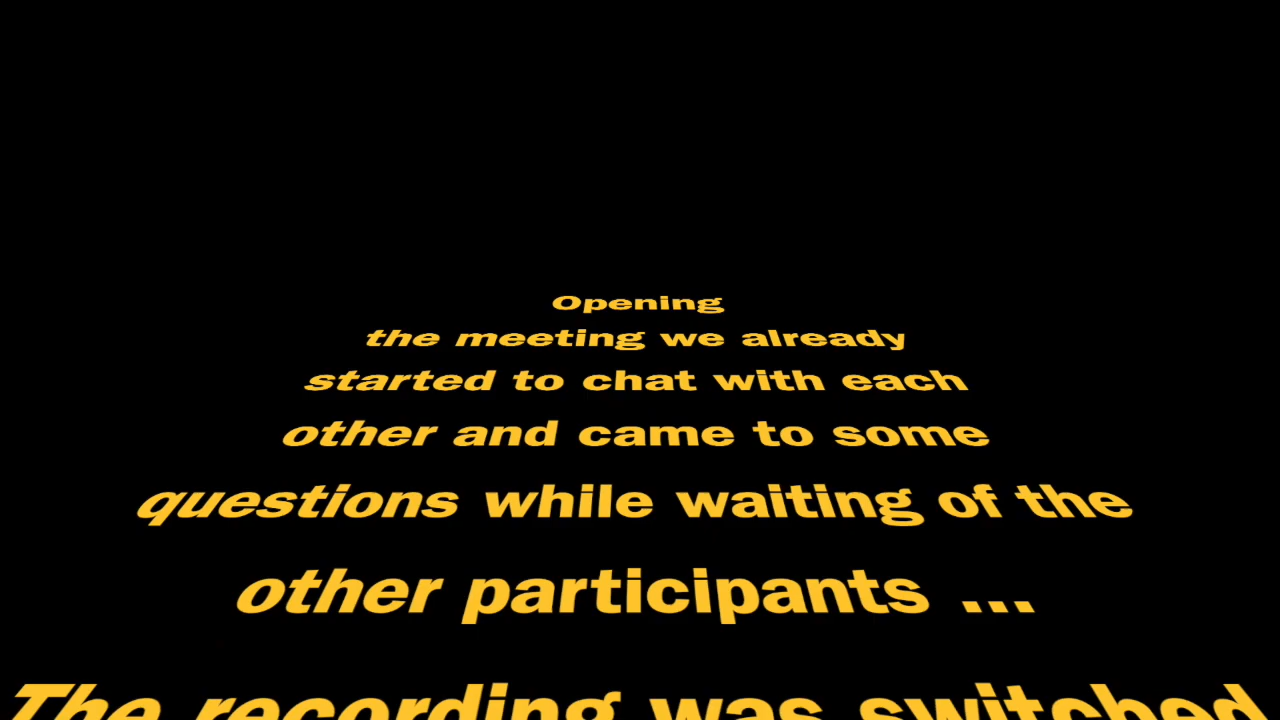 Opening
the meeting we already
started to chat with each
other and came to some
questions while waiting of the
other participants ...
The recording was switched